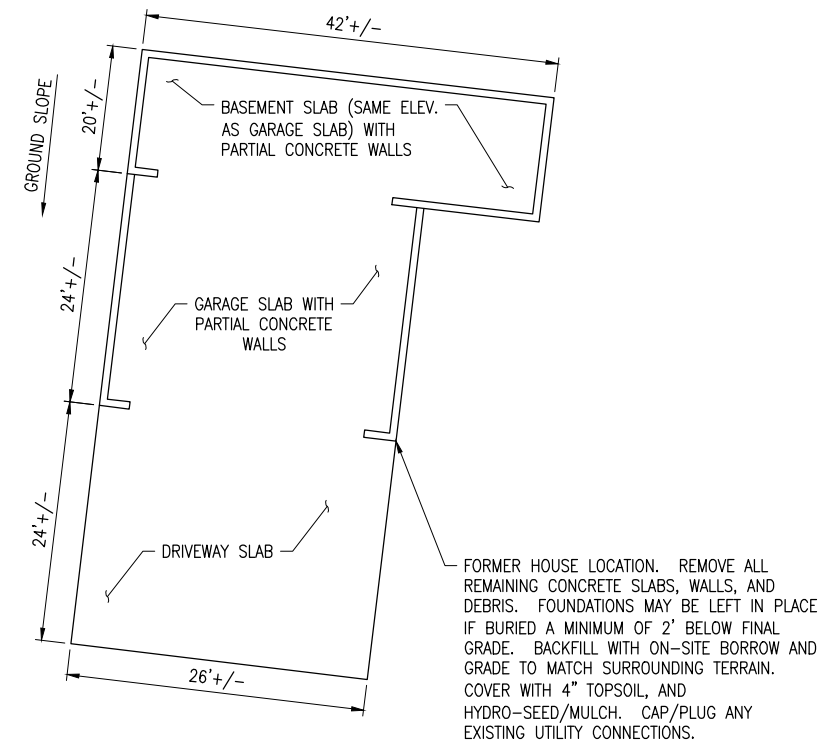 42'+/-
20'+/-
GROUND SLOPE
BASEMENT SLAB (SAME ELEV.
AS GARAGE SLAB) WITH
PARTIAL CONCRETE WALLS
24'+/-
GARAGE SLAB WITH
PARTIAL CONCRETE
WALLS
24'+/-
DRIVEWAY SLAB
26'+/-
FORMER HOUSE LOCATION. REMOVE ALL
REMAINING CONCRETE SLABS, WALLS, AND
DEBRIS. FOUNDATIONS MAY BE LEFT IN PLACE
IF BURIED A MINIMUM OF 2' BELOW FINAL
GRADE. BACKFILL WITH ON-SITE BORROW AND
GRADE TO MATCH SURROUNDING TERRAIN.
COVER WITH 4" TOPSOIL, AND
HYDRO-SEED/MULCH. CAP/PLUG ANY
EXISTING UTILITY CONNECTIONS.